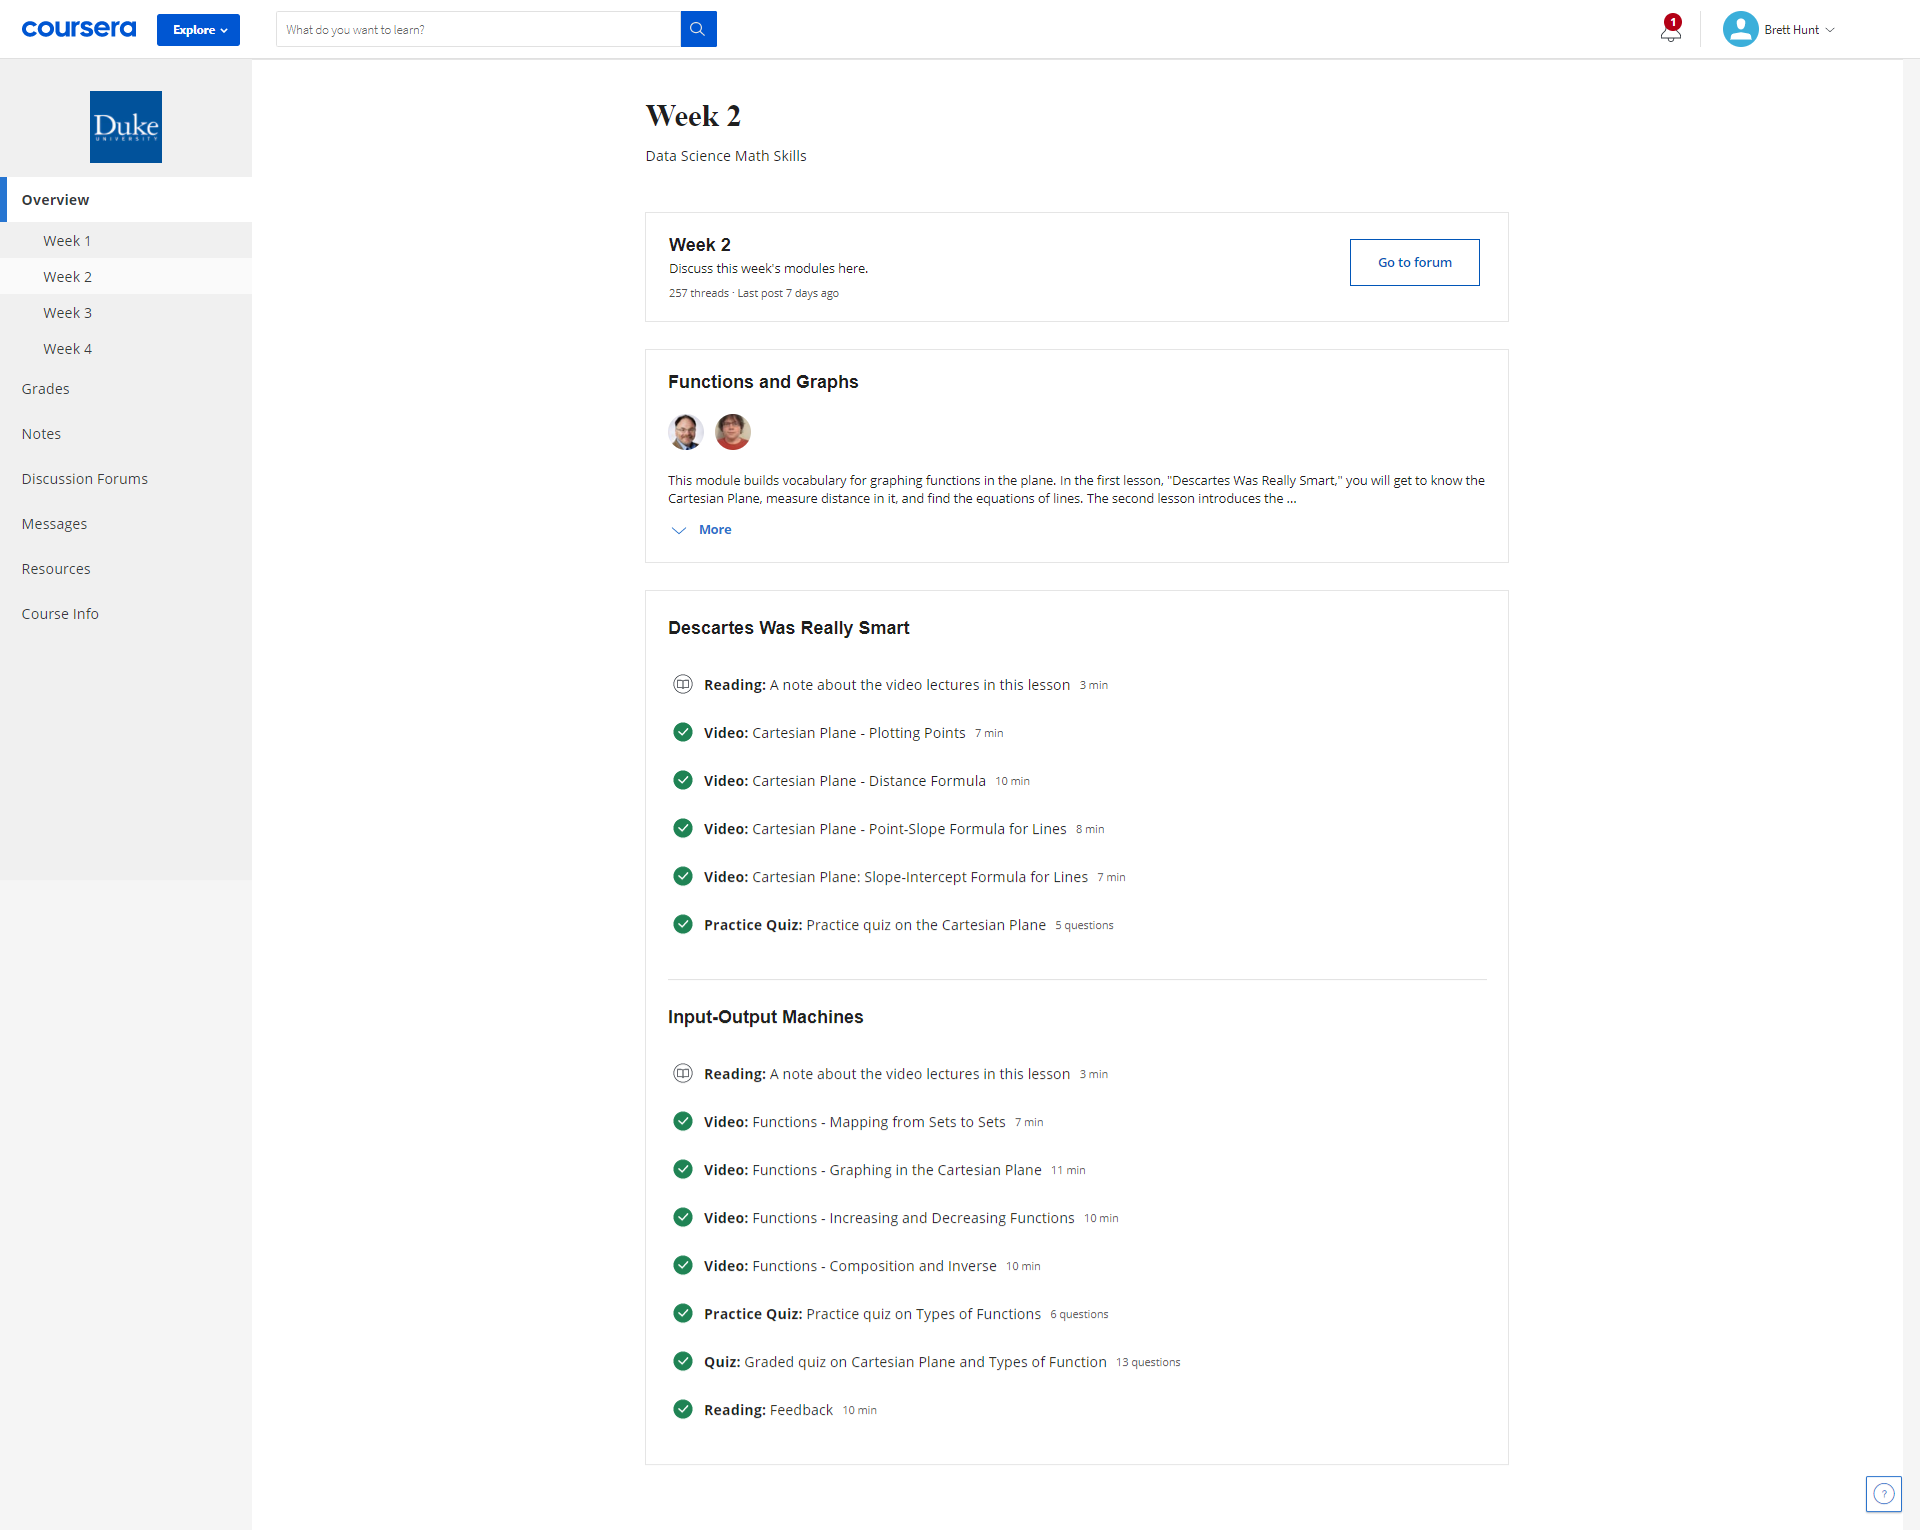 coursera
Explore
What do you want to learn?
1
Brett Hunt
Duke
UNIVERSITY
Overview
Week 1
Week 2
Week 3
Week 4
Grades
Notes
Discussion Forums
Messages
Resources
Course Info
Week 2
Data Science Math Skills
Week 2
Discuss this week's modules here.
257 threads · Last post 7 days ago
Go to forum
Functions and Graphs
This module builds vocabulary for graphing functions in the plane. In the first lesson, "Descartes Was Really Smart," you will get to know the
Cartesian Plane, measure distance in it, and find the equations of lines. The second lesson introduces the ...
More
Descartes Was Really Smart
Reading: A note about the video lectures in this lesson 3 min
Video: Cartesian Plane - Plotting Points 7 min
Video: Cartesian Plane - Distance Formula 10 min
Video: Cartesian Plane - Point-Slope Formula for Lines 8 min
Video: Cartesian Plane: Slope-Intercept Formula for Lines 7 min
Practice Quiz: Practice quiz on the Cartesian Plane 5 questions
Input-Output Machines
Reading: A note about the video lectures in this lesson 3 min
Video: Functions - Mapping from Sets to Sets 7 min
Video: Functions - Graphing in the Cartesian Plane 11 min
Video: Functions - Increasing and Decreasing Functions 10 min
Video: Functions - Composition and Inverse 10 min
Practice Quiz: Practice quiz on Types of Functions 6 questions
Quiz: Graded quiz on Cartesian Plane and Types of Function 13 questions
Reading: Feedback 10 min
?